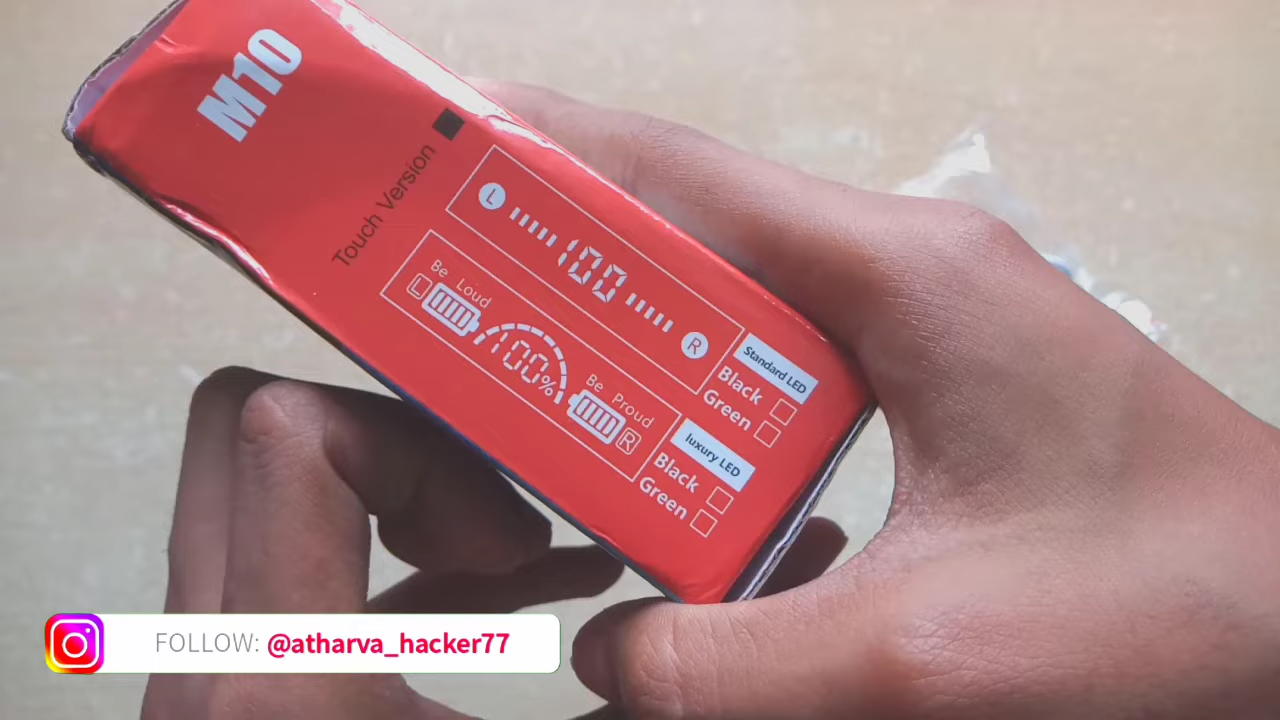 M10
Touch Version
L 100 R
Standard LED
Black
Green
Be Loud
L 100% R
Be Proud
luxury LED
Black
Green
FOLLOW: @atharva_hacker77